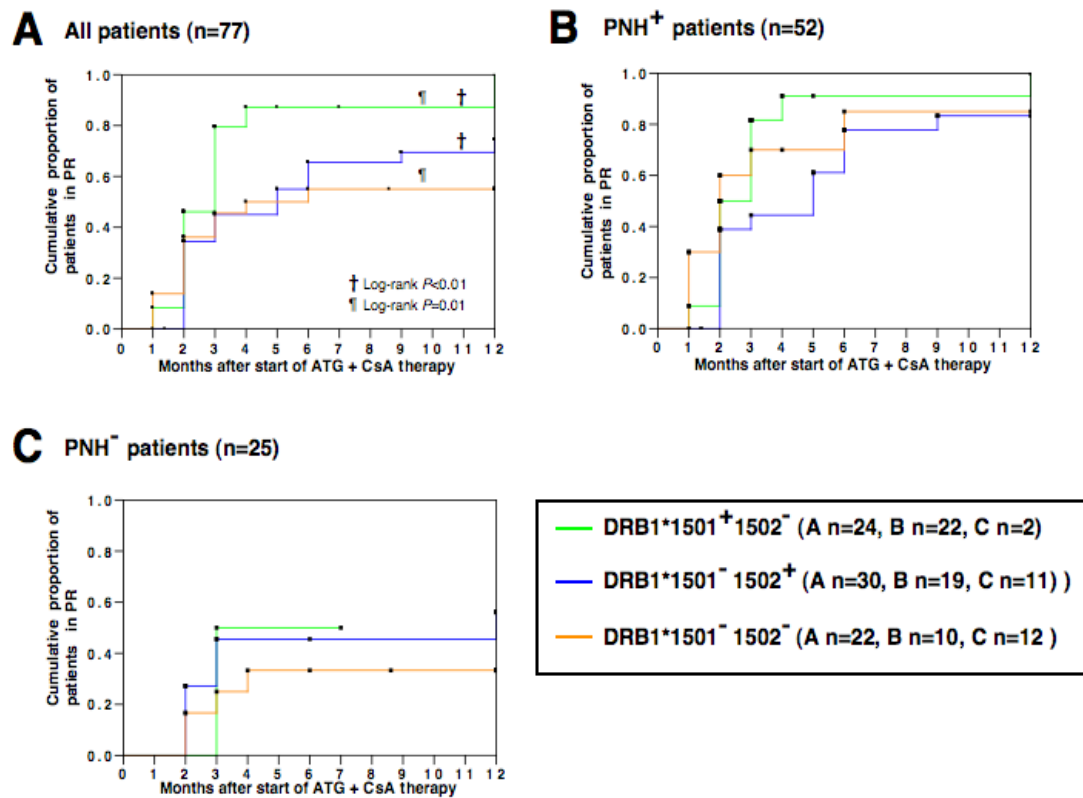 A All patients (n=77)
Cumulative proportion of
patients in PR
1.0
0.8
0.6
0.4
0.2
0.0
¶ †
†
¶
† Log-rank P<0.01
¶ Log-rank P=0.01
0 1 2 3 4 5 6 7 8 9 10 11 12
Months after start of ATG + CsA therapy
B PNH+ patients (n=52)
Cumulative proportion of
patients in PR
1.0
0.8
0.6
0.4
0.2
0.0
0 1 2 3 4 5 6 7 8 9 10 11 12
Months after start of ATG + CsA therapy
C PNH- patients (n=25)
Cumulative proportion of
patients in PR
1.0
0.8
0.6
0.4
0.2
0.0
0 1 2 3 4 5 6 7 8 9 10 11 12
Months after start of ATG + CsA therapy
DRB1*1501+1502- (A n=24, B n=22, C n=2)
DRB1*1501- 1502+ (A n=30, B n=19, C n=11) )
DRB1*1501- 1502- (A n=22, B n=10, C n=12 )